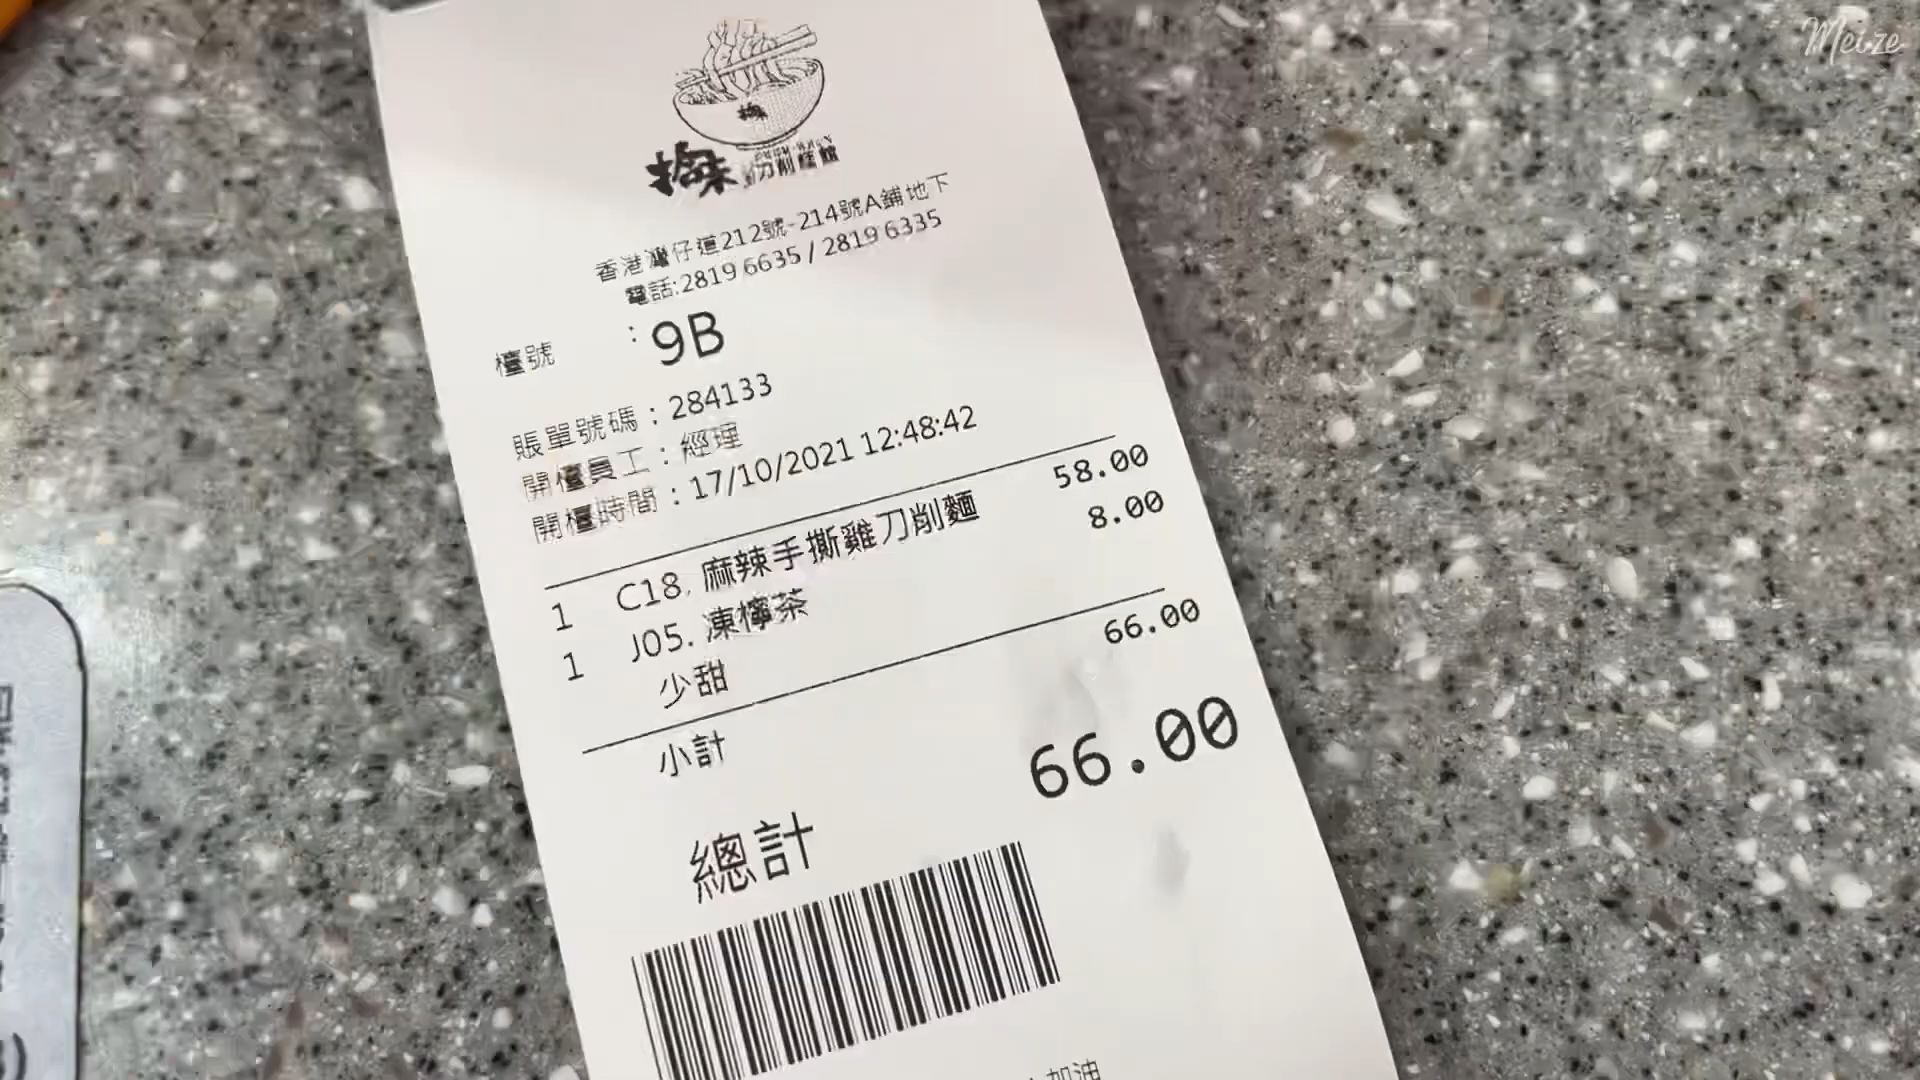 Meize
香港灣仔道212號-214號A鋪地下
電話:2819 6635 / 2819 6335
檯號 : 9B
賬單號碼 : 284133
開檯員工 : 經理
開檯時間 : 17/10/2021 12:48:42
1 C18. 麻辣手撕雞刀削麵 58.00
1 J05. 凍檸茶 8.00
少甜
小計 66.00
總計 66.00
加油